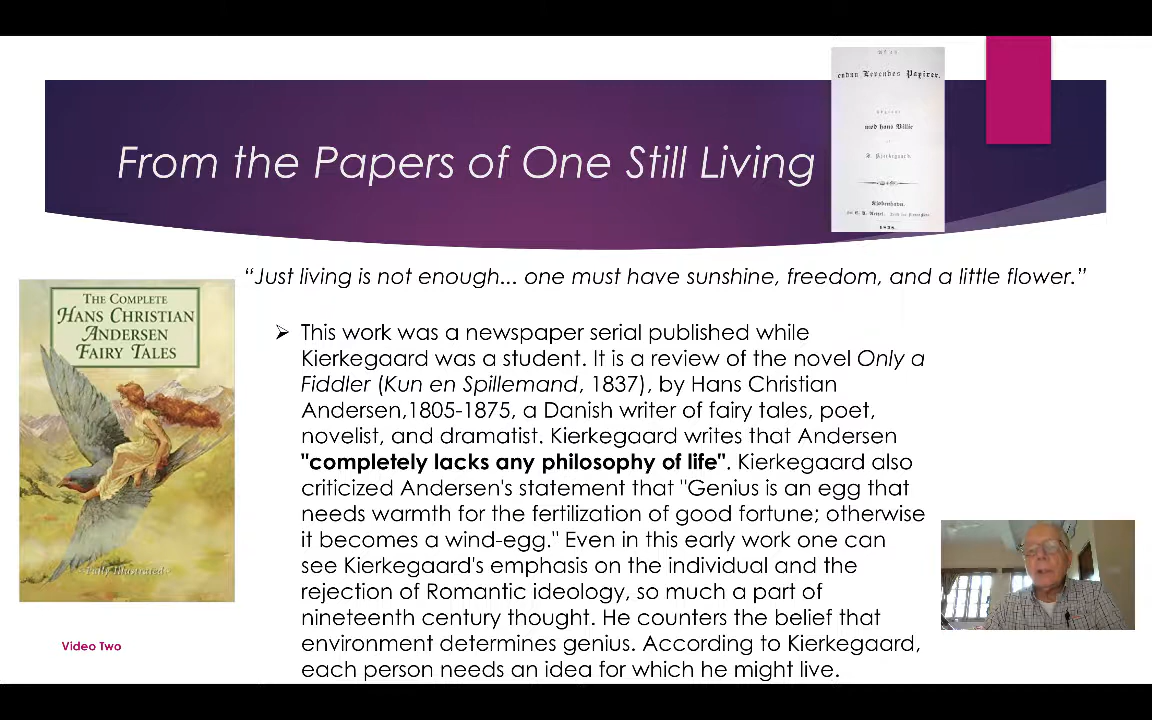 endnu Levendes Papirer.
mod hans Villie
S. Kierkegaard.
Kjøbenhavn.
1838.
From the Papers of One Still Living
“Just living is not enough... one must have sunshine, freedom, and a little flower.”
THE COMPLETE
HANS CHRISTIAN
ANDERSEN
FAIRY TALES
Fully Illustrated
➢ This work was a newspaper serial published while
Kierkegaard was a student. It is a review of the novel Only a
Fiddler (Kun en Spillemand, 1837), by Hans Christian
Andersen,1805-1875, a Danish writer of fairy tales, poet,
novelist, and dramatist. Kierkegaard writes that Andersen
"completely lacks any philosophy of life". Kierkegaard also
criticized Andersen's statement that "Genius is an egg that
needs warmth for the fertilization of good fortune; otherwise
it becomes a wind-egg." Even in this early work one can
see Kierkegaard's emphasis on the individual and the
rejection of Romantic ideology, so much a part of
nineteenth century thought. He counters the belief that
environment determines genius. According to Kierkegaard,
each person needs an idea for which he might live.
Video Two